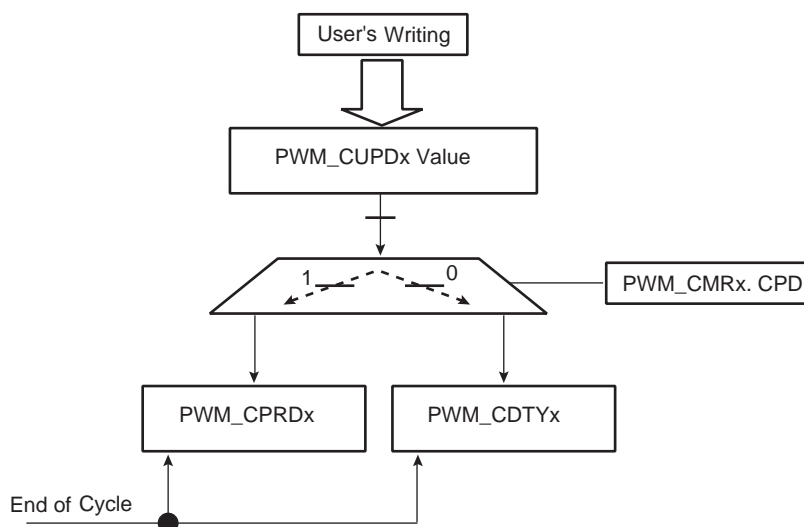 User's Writing
PWM_CUPDx Value
1
0
PWM_CMRx. CPD
PWM_CPRDx
PWM_CDTYx
End of Cycle